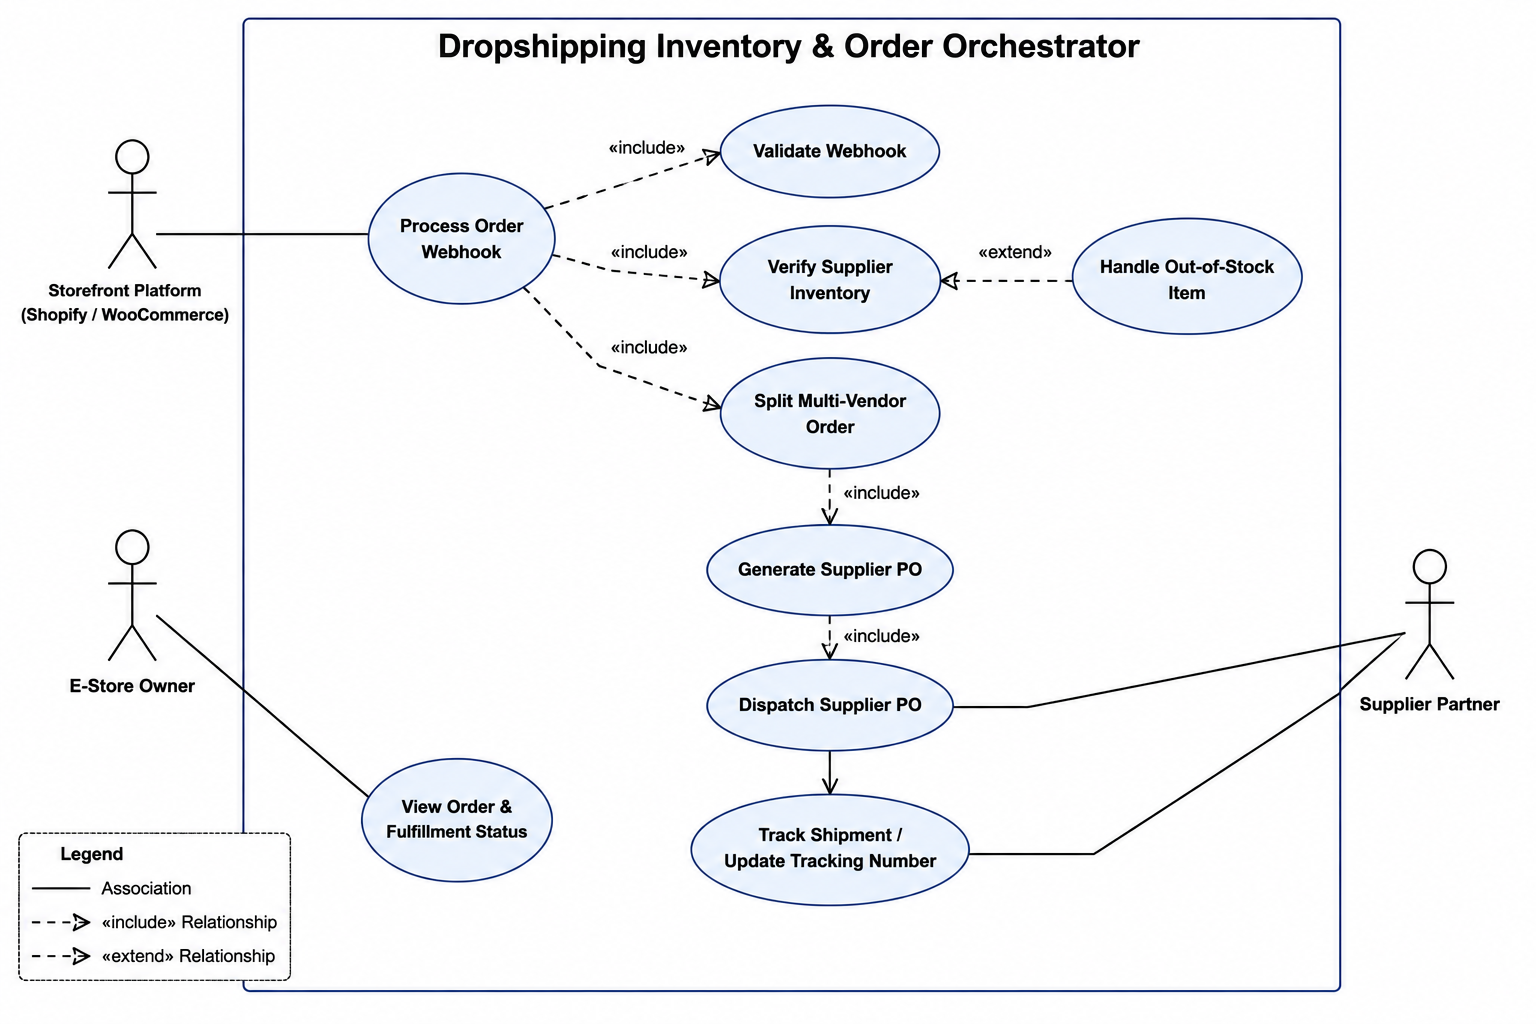 Dropshipping Inventory & Order Orchestrator
«include»
Validate Webhook
Process Order
Webhook
«include»
Verify Supplier
Inventory
«extend»
Handle Out-of-Stock
Item
Storefront Platform
(Shopify / WooCommerce)
«include»
Split Multi-Vendor
Order
«include»
Generate Supplier PO
«include»
E-Store Owner
Dispatch Supplier PO
Supplier Partner
View Order &
Fulfillment Status
Track Shipment /
Update Tracking Number
Legend
Association
«include» Relationship
«extend» Relationship